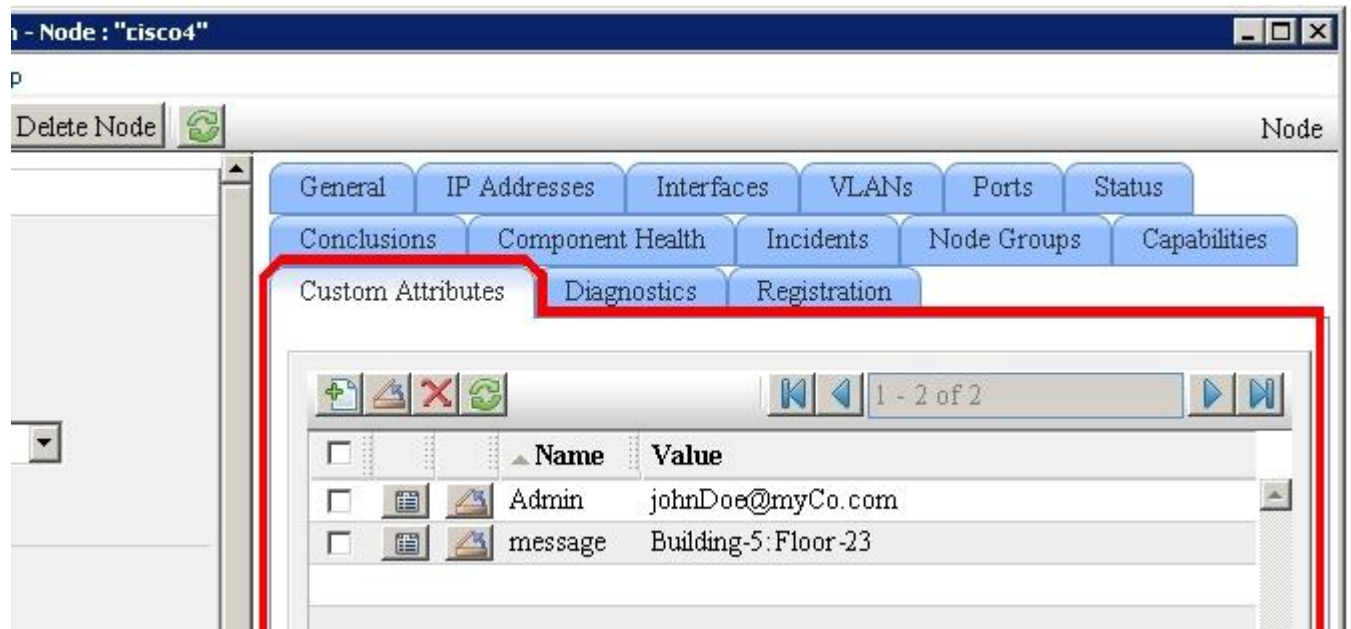 n - Node : "cisco4"
p
Delete Node
Node
General IP Addresses Interfaces VLANs Ports Status
Conclusions Component Health Incidents Node Groups Capabilities
Custom Attributes Diagnostics Registration
1 - 2 of 2
Name Value
Admin johnDoe@myCo.com
message Building-5:Floor-23